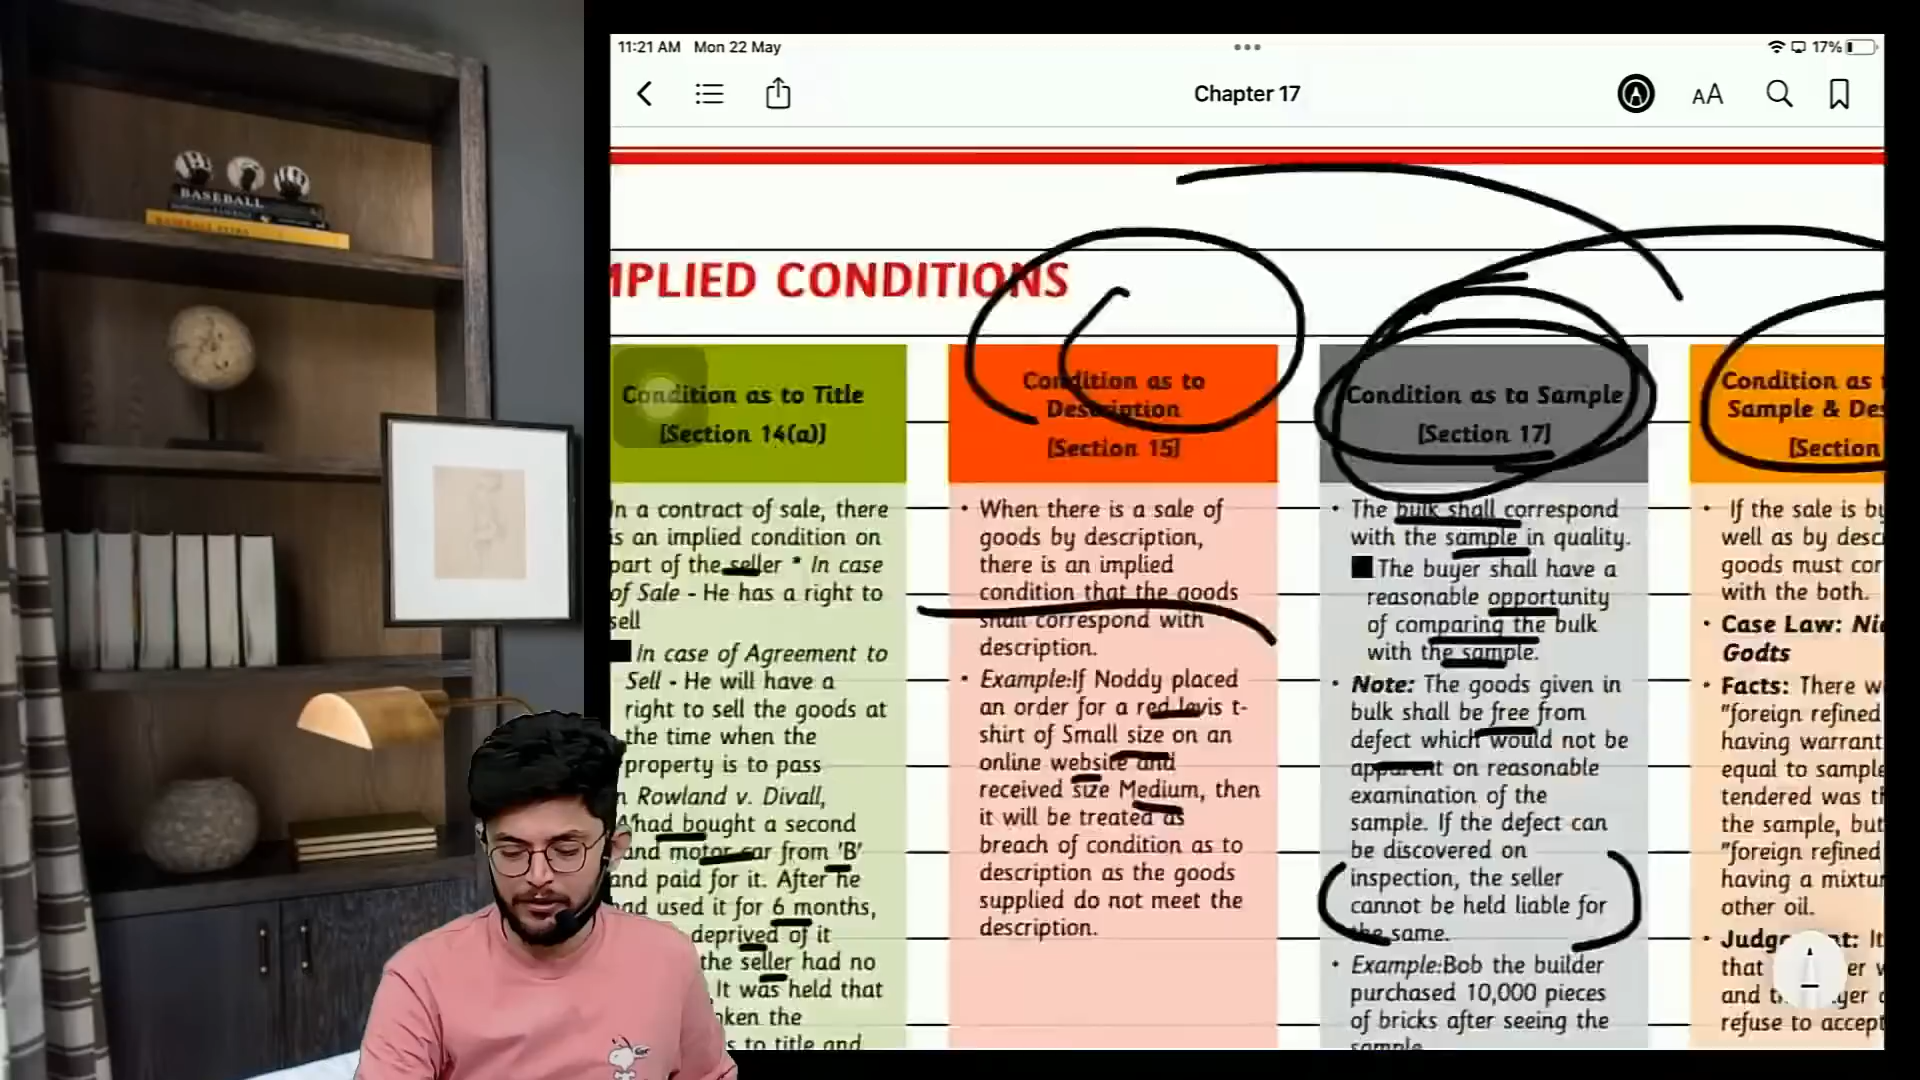 11:21 AM Mon 22 May
17%
Chapter 17
AA
BASEBALL
IMPLIED CONDITIONS
Condition as to Title
[Section 14(a)]
In a contract of sale, there
is an implied condition on
part of the seller * In case
of Sale - He has a right to
sell
In case of Agreement to
Sell - He will have a
right to sell the goods at
the time when the
property is to pass
Rowland v. Divall,
had bought a second
motor car from 'B'
and paid for it. After he
had used it for 6 months,
deprived of it
the seller had no
It was held that
the
to title and
Condition as to
Description
[Section 15]
• When there is a sale of
goods by description,
there is an implied
condition that the goods
shall correspond with
description.
• Example:If Noddy placed
an order for a red levis t-
shirt of Small size on an
online website and
received size Medium, then
it will be treated as
breach of condition as to
description as the goods
supplied do not meet the
description.
Condition as to Sample
[Section 17]
• The bulk shall correspond
with the sample in quality.
The buyer shall have a
reasonable opportunity
of comparing the bulk
with the sample.
• Note: The goods given in
bulk shall be free from
defect which would not be
apparent on reasonable
examination of the
sample. If the defect can
be discovered on
inspection, the seller
cannot be held liable for
the same.
• Example:Bob the builder
purchased 10,000 pieces
of bricks after seeing the
sample
Condition as
Sample &
[Section
• If the sale is
well as by
goods must
with the both.
• Case Law:
Godts
• Facts: There
"foreign refined
having
equal to sample
tendered was
the sample, but
"foreign refined
having a
other oil.
• It
that
and
refuse to accept